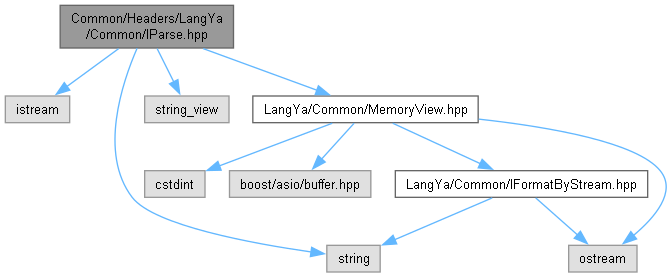 Common/Headers/LangYa
/Common/IParse.hpp
istream
string_view
LangYa/Common/MemoryView.hpp
cstdint
boost/asio/buffer.hpp
LangYa/Common/IFormatByStream.hpp
string
ostream